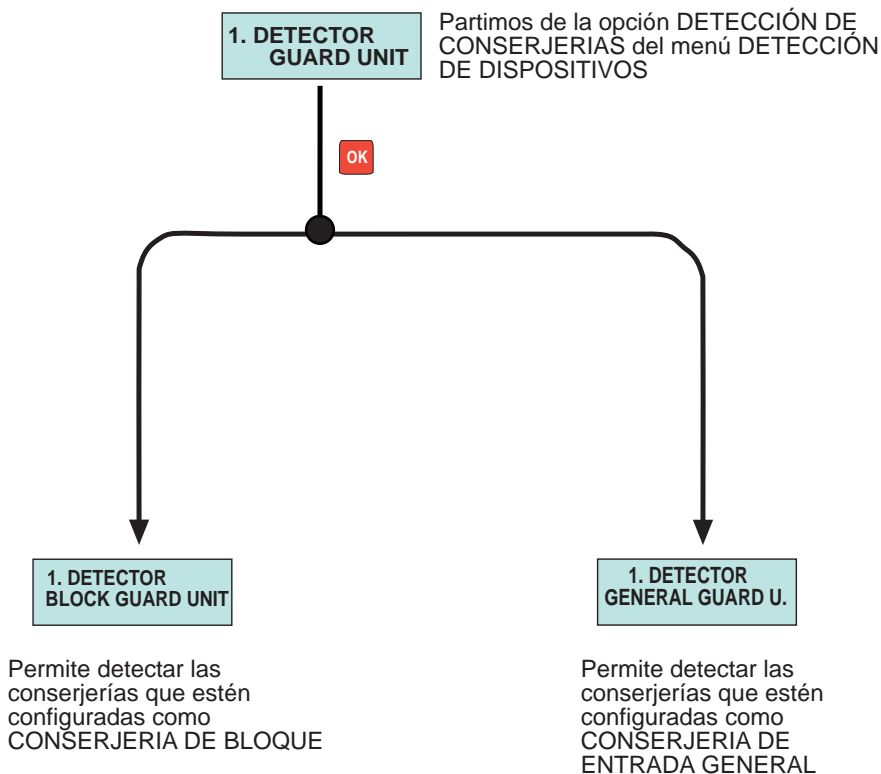 1. DETECTOR
GUARD UNIT
Partimos de la opción DETECCIÓN DE
CONSERJERIAS del menú DETECCIÓN
DE DISPOSITIVOS
OK
1. DETECTOR
BLOCK GUARD UNIT
Permite detectar las
conserjerías que estén
configuradas como
CONSERJERIA DE BLOQUE
1. DETECTOR
GENERAL GUARD U.
Permite detectar las
conserjerías que estén
configuradas como
CONSERJERIA DE
ENTRADA GENERAL